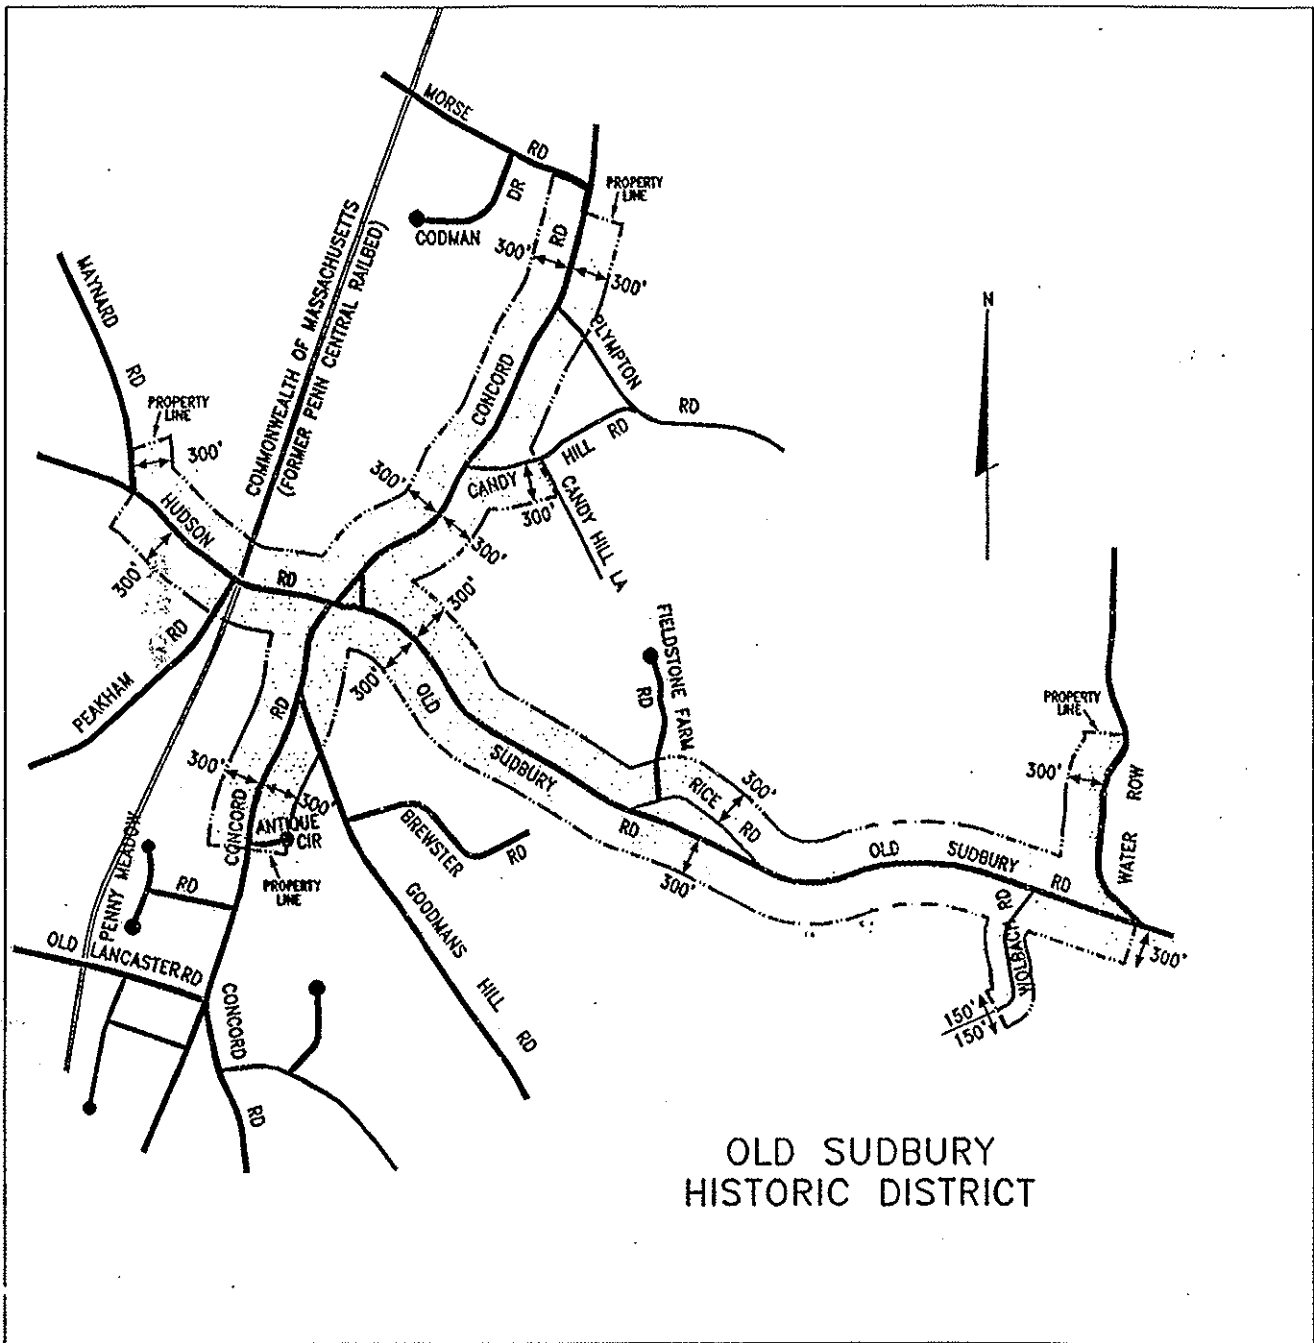 MORSE RD
PROPERTY LINE
CODMAN DR
300'
RD
300'
COMMONWEALTH OF MASSACHUSETTS
(FORMER PENN CENTRAL RAILBED)
MAYNARD RD
N
PLYMPTON RD
CONCORD
PROPERTY LINE
300'
HILL RD
CANDY
300'
CANDY HILL LA
300'
300'
HUDSON RD
300'
300'
FIELDSTONE FARM RD
PEAKHAM RD
300'
OLD SUDBURY RD
RD
PROPERTY LINE
300'
WATER ROW
RICE RD
300'
300'
CONCORD
300'
ANTIQUE CIR
PROPERTY LINE
BREWSTER RD
300'
OLD SUDBURY RD
PENNY MEADOW RD
GOODMANS HILL RD
WOLBACH RD
300'
OLD LANCASTER RD
150'
150'
CONCORD RD
OLD SUDBURY
HISTORIC DISTRICT